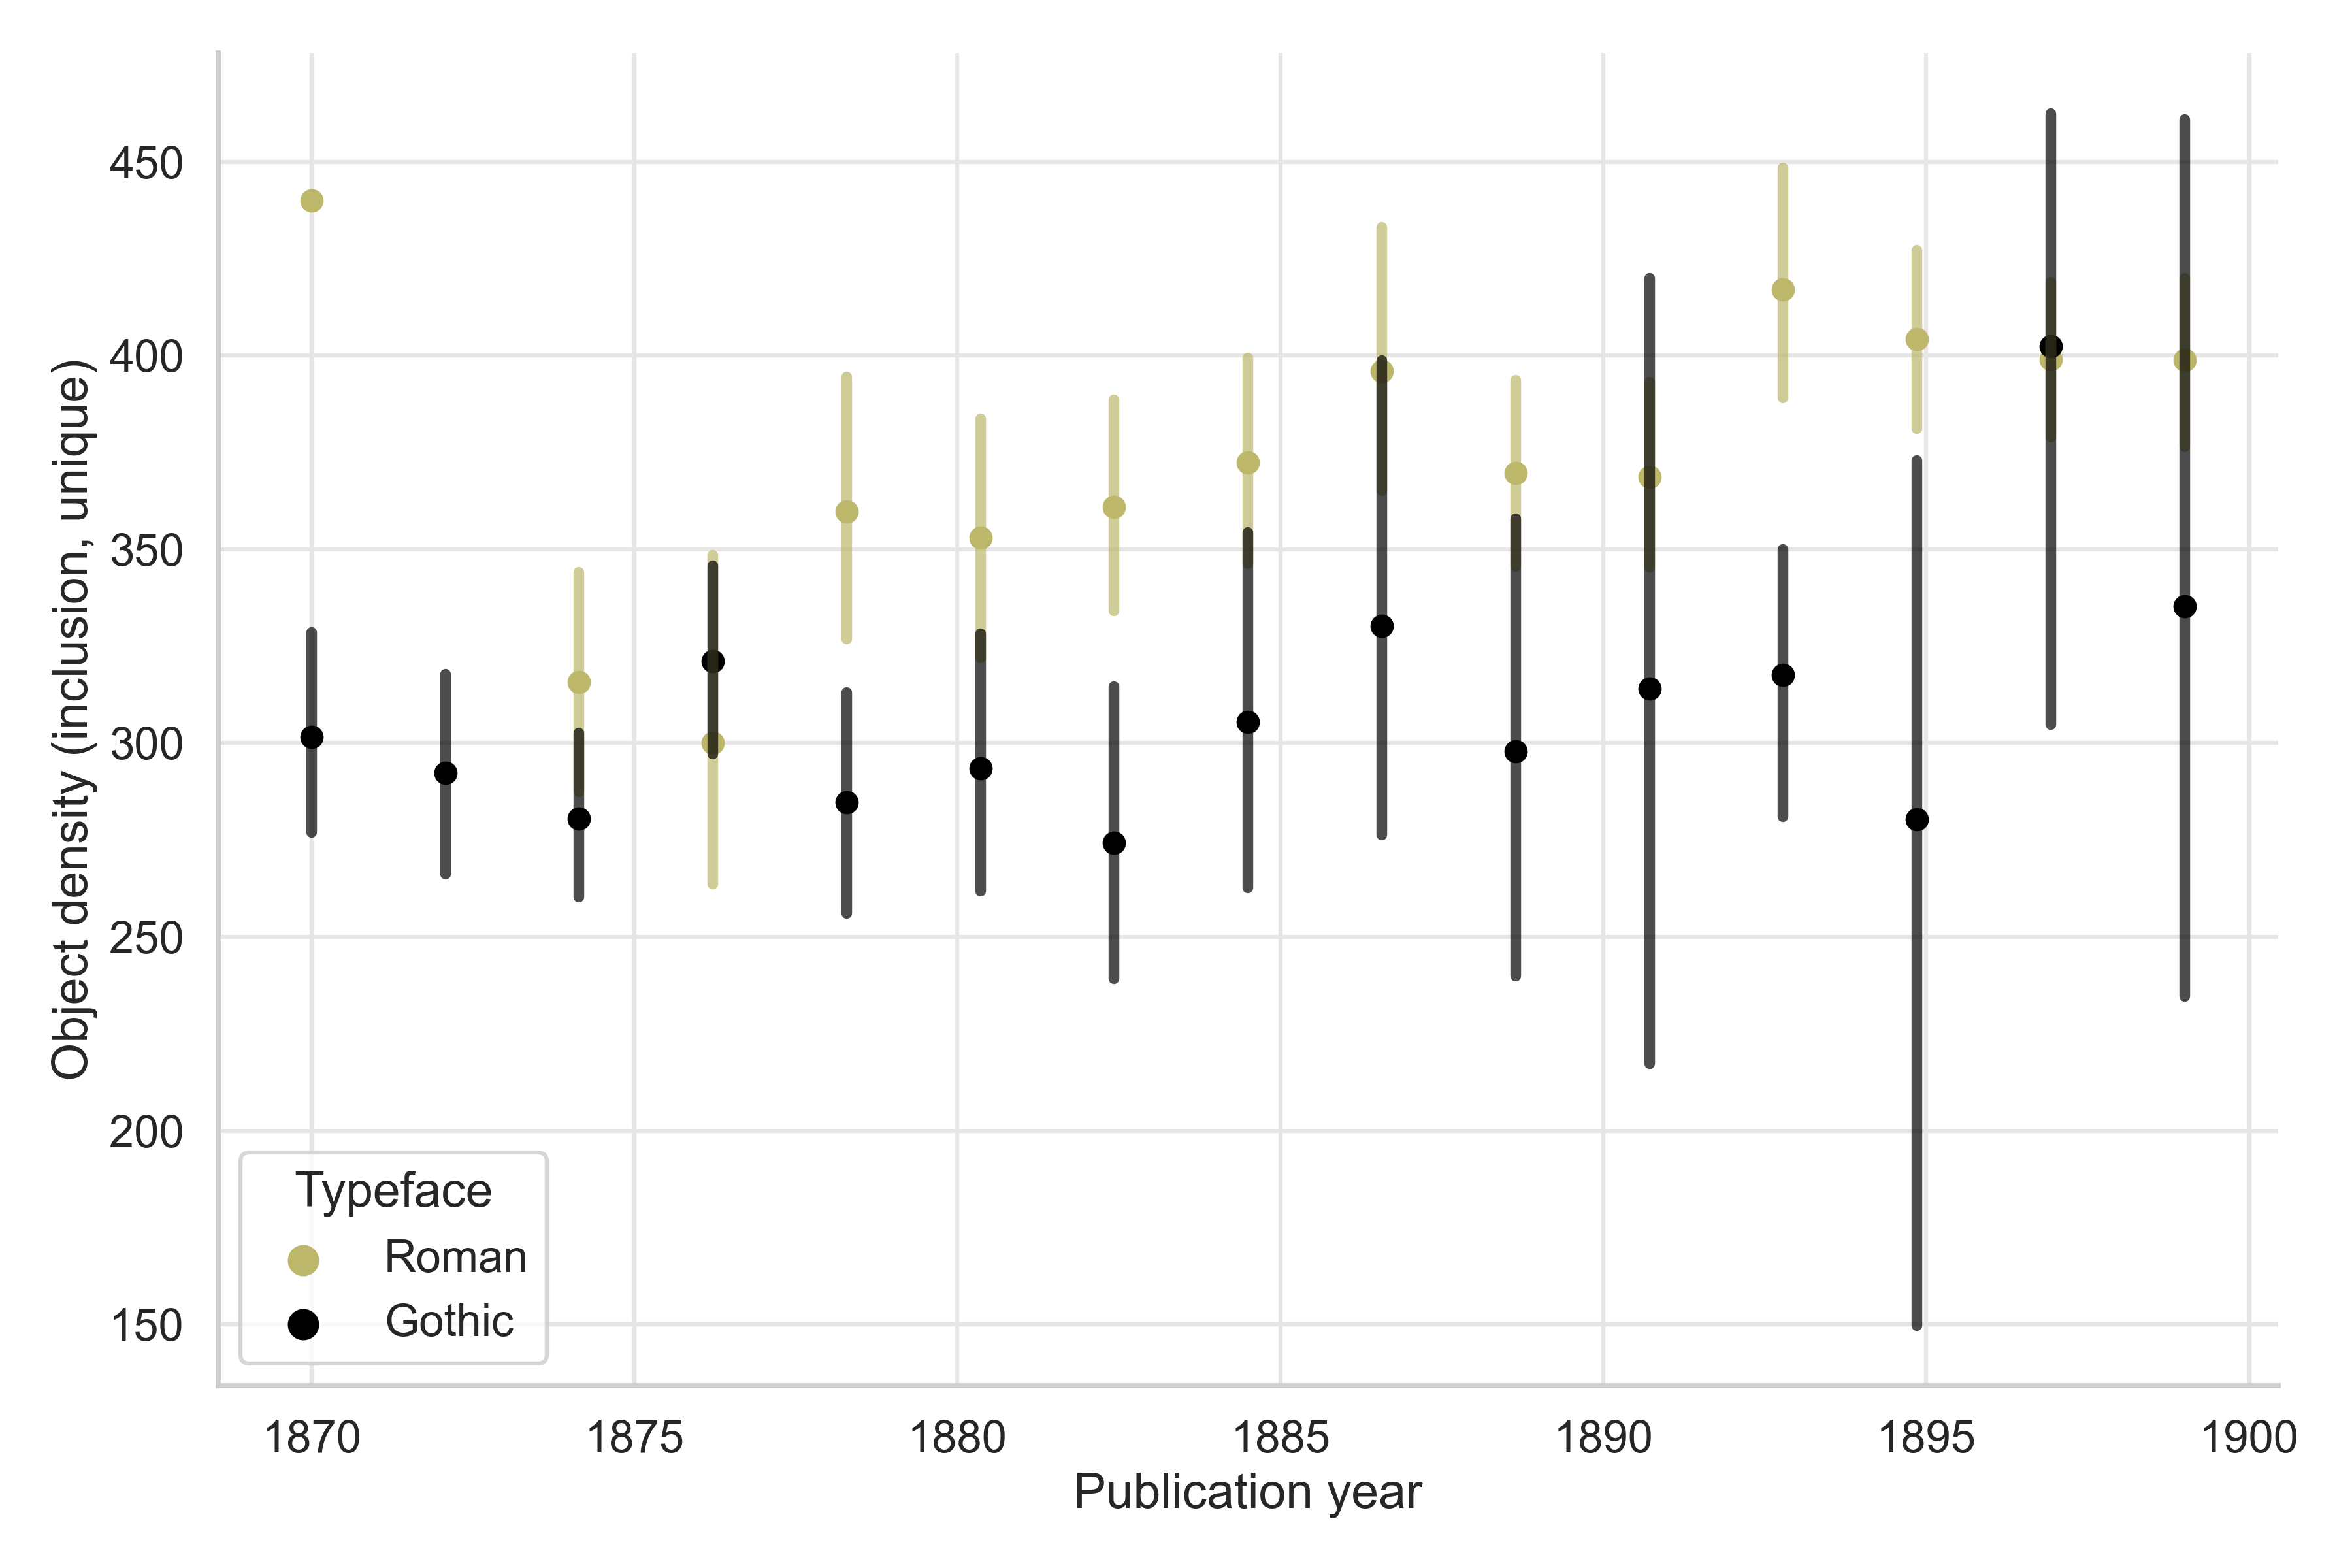 Object density (inclusion, unique)
450
400
350
300
250
200
150
Typeface
Roman
Gothic
1870 1875 1880 1885 1890 1895 1900
Publication year